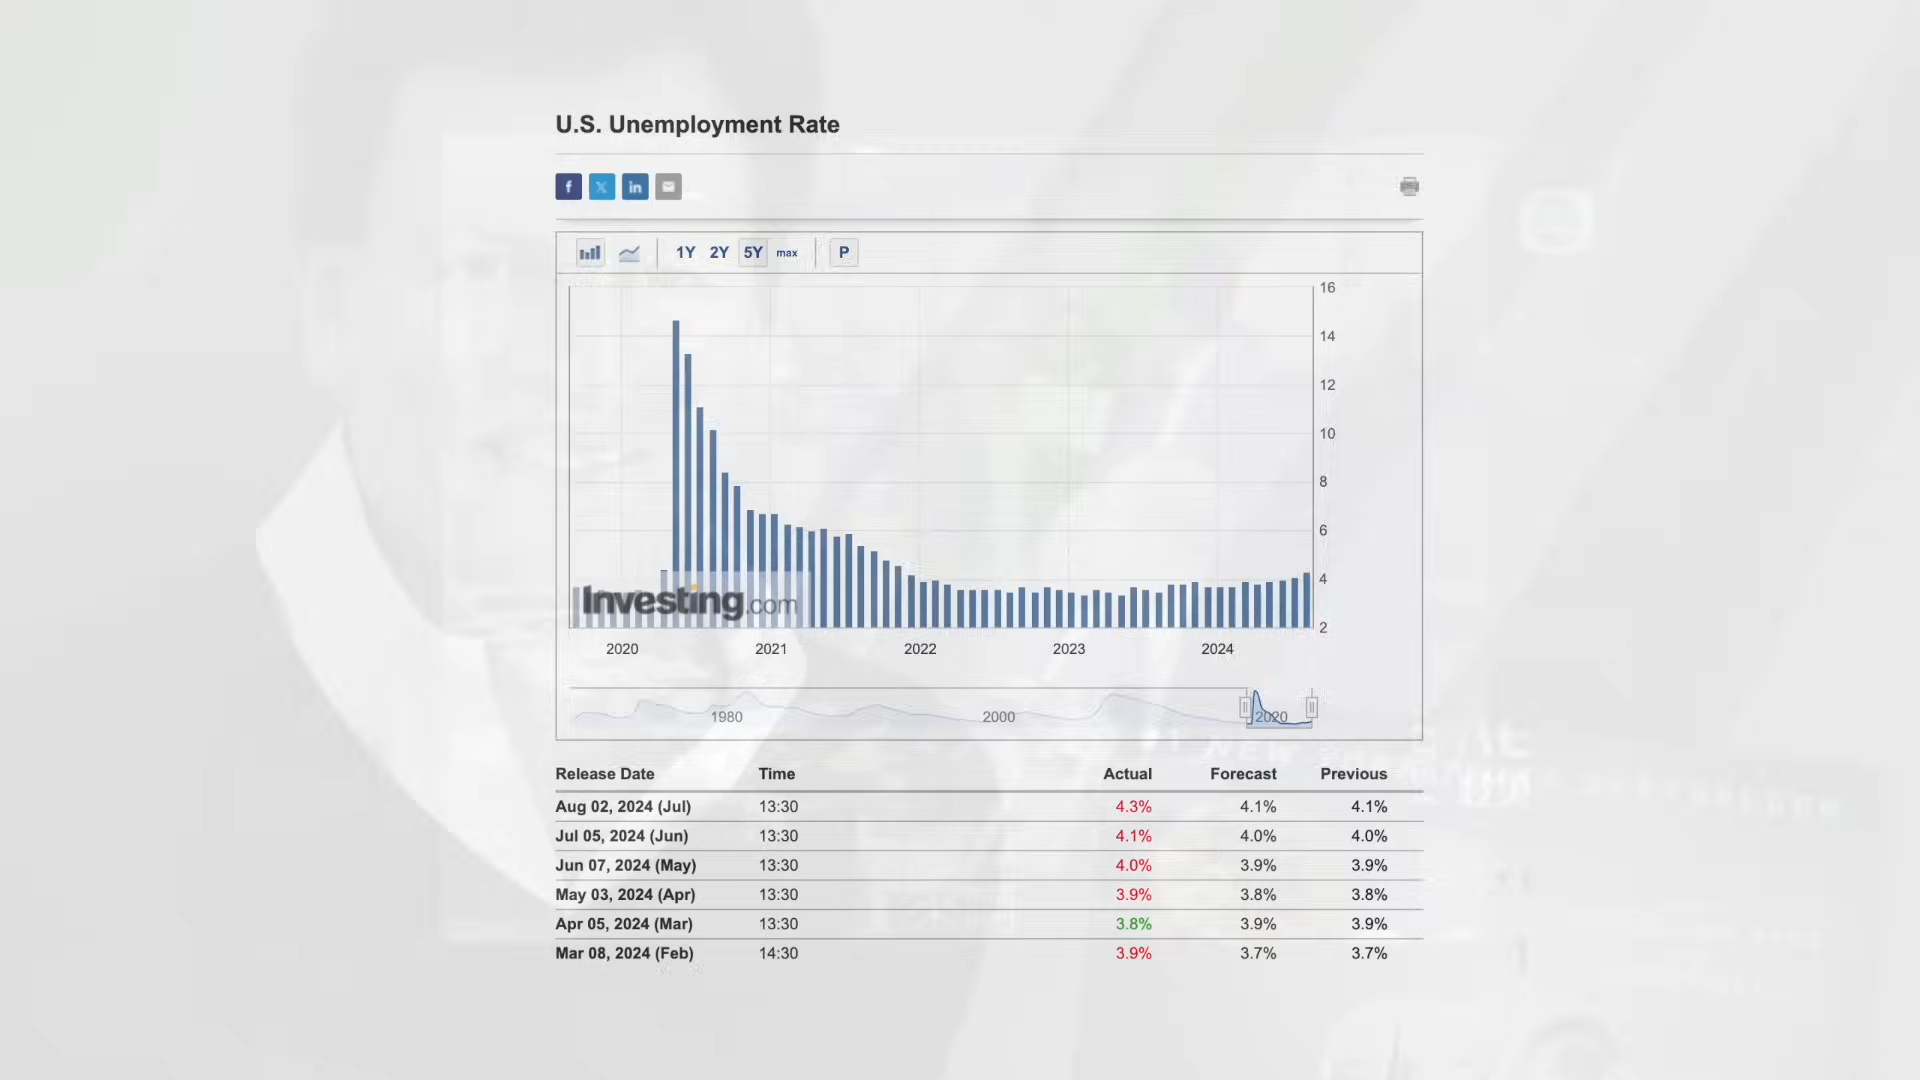 U.S. Unemployment Rate
f X in
1Y 2Y 5Y max P
16
14
12
10
8
6
4
2
Investing.com
2020 2021 2022 2023 2024
1980 2000 2020
Release Date Time Actual Forecast Previous
Aug 02, 2024 (Jul) 13:30 4.3% 4.1% 4.1%
Jul 05, 2024 (Jun) 13:30 4.1% 4.0% 4.0%
Jun 07, 2024 (May) 13:30 4.0% 3.9% 3.9%
May 03, 2024 (Apr) 13:30 3.9% 3.8% 3.8%
Apr 05, 2024 (Mar) 13:30 3.8% 3.9% 3.9%
Mar 08, 2024 (Feb) 14:30 3.9% 3.7% 3.7%